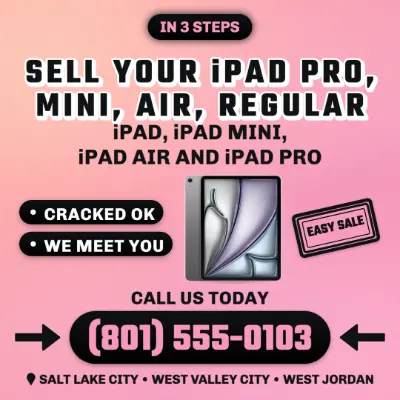 IN 3 STEPS
SELL YOUR iPAD PRO,
MINI, AIR, REGULAR
iPAD, iPAD MINI,
iPAD AIR AND iPAD PRO
• CRACKED OK
• WE MEET YOU
EASY SALE
CALL US TODAY
(801) 555-0103
SALT LAKE CITY • WEST VALLEY CITY • WEST JORDAN